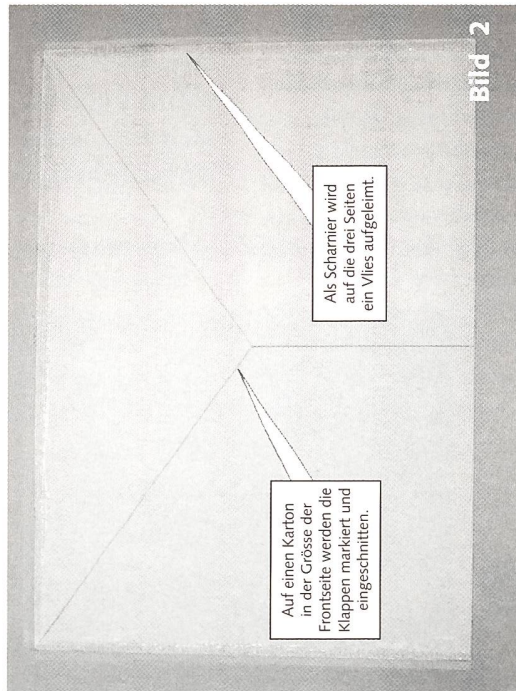 Bild 2
Als Scharnier wird
auf die drei Seiten
ein Vlies aufgeleimt.
Auf einen Karton
in der Grösse der
Frontseite werden die
Klappen markiert und
eingeschnitten.